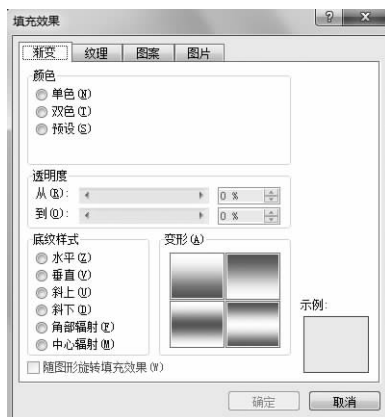 填充效果
渐变 纹理 图案 图片
颜色
单色(N)
双色(T)
预设(S)
透明度
从(R): 0 %
到(O): 0 %
底纹样式 变形(A)
水平(Z)
垂直(V)
斜上(U)
斜下(D)
角部辐射(F)
中心辐射(M)
示例:
随图形旋转填充效果(W)
确定 取消